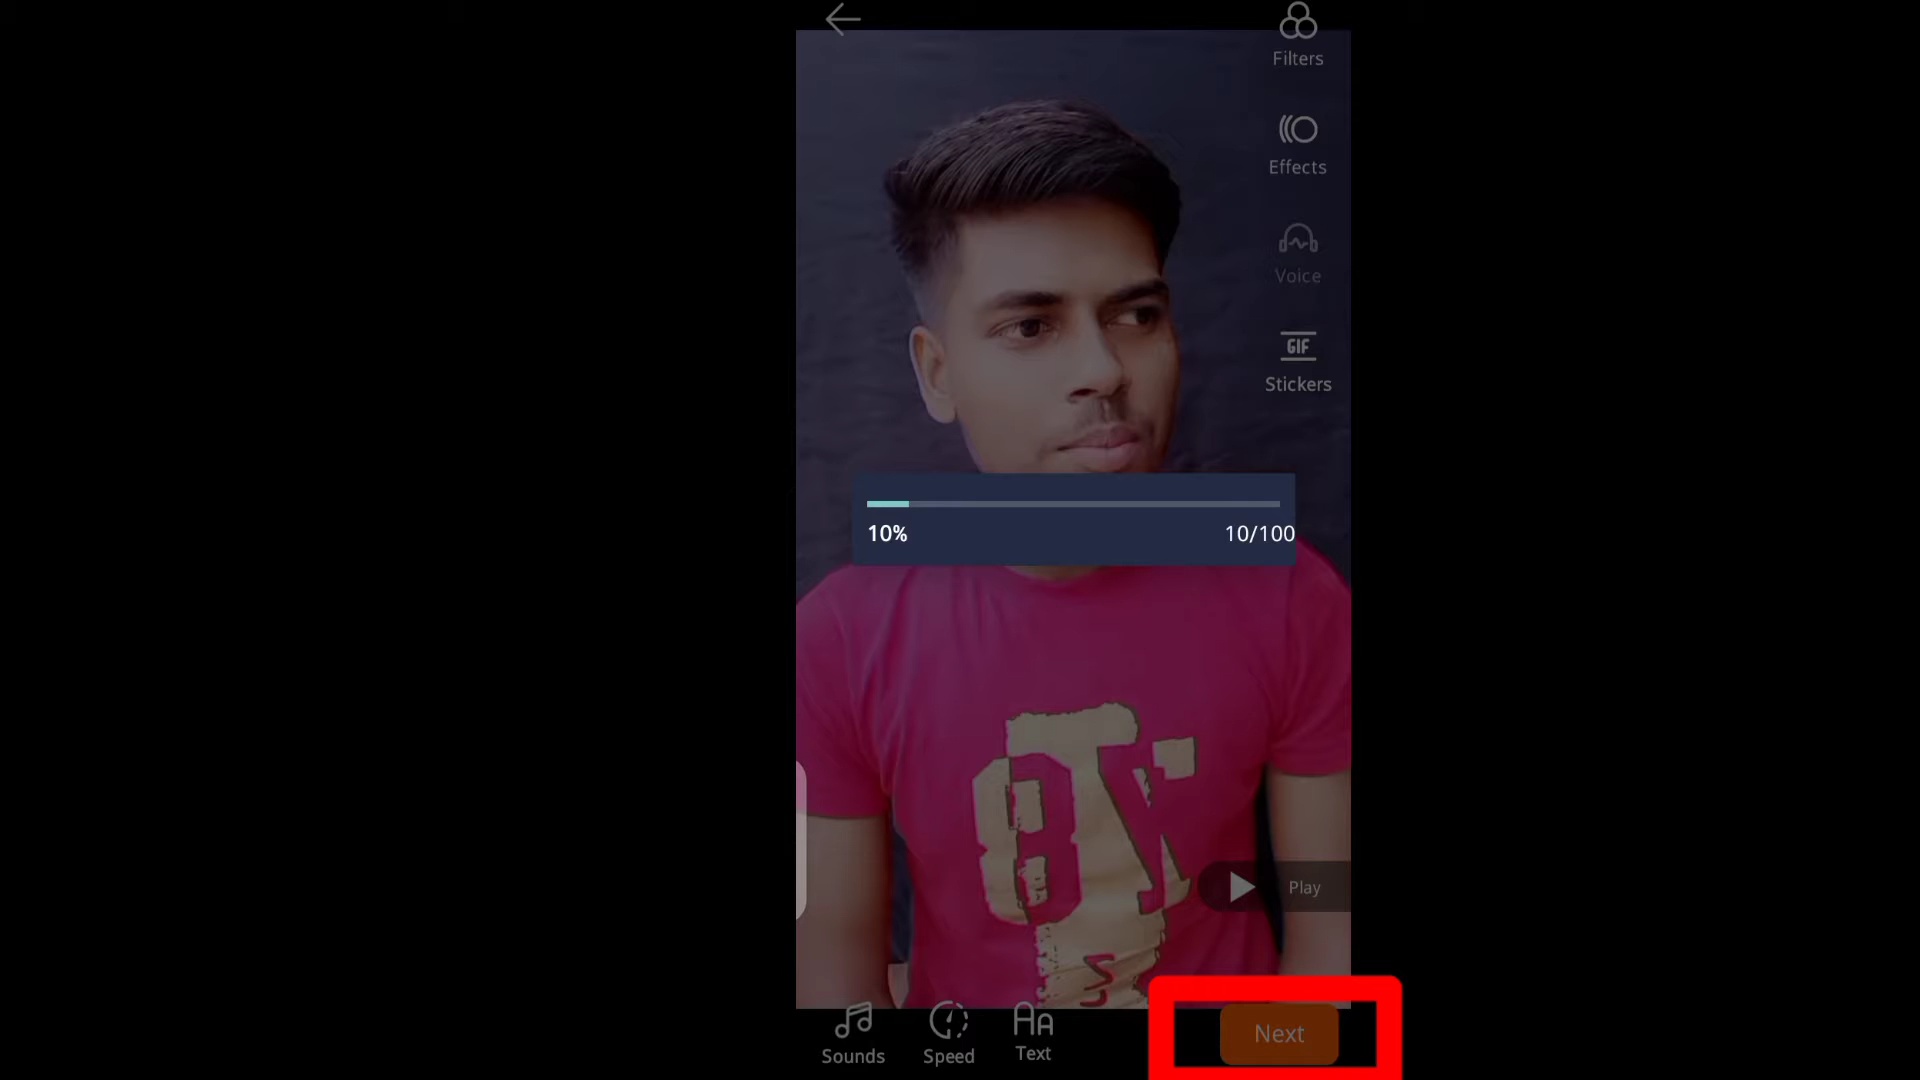 Filters
Effects
Voice
GIF
Stickers
10% 10/100
Play
Sounds Speed Text Next